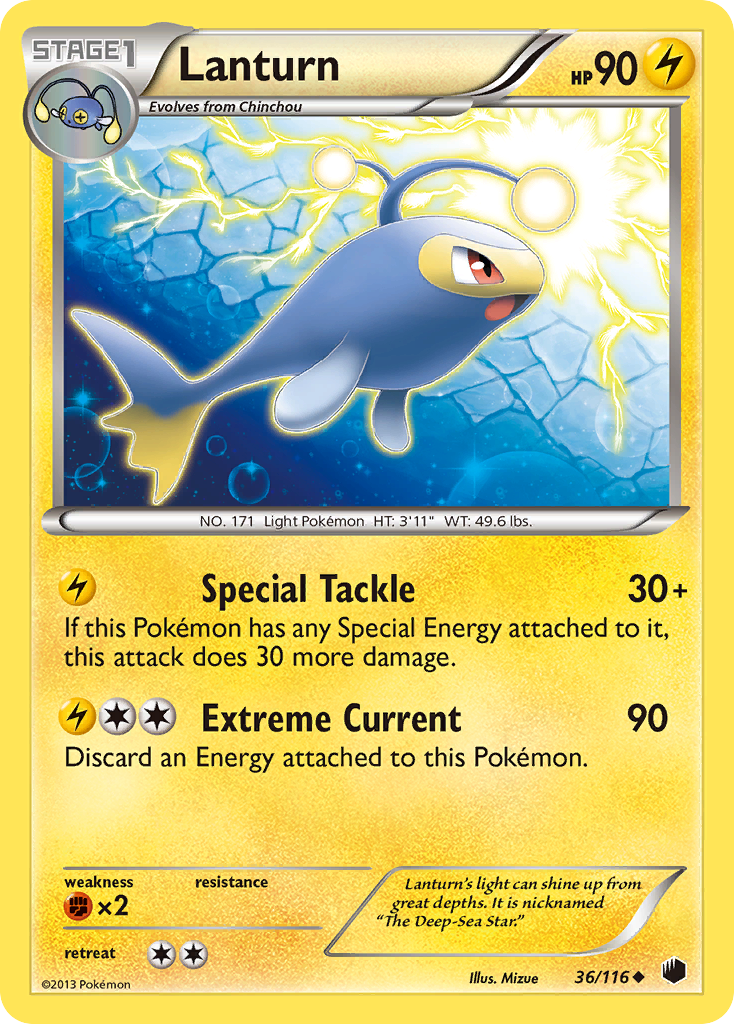 STAGE1
Lanturn
HP 90
Evolves from Chinchou
NO. 171 Light Pokémon HT: 3'11" WT: 49.6 lbs.
Special Tackle 30+
If this Pokémon has any Special Energy attached to it,
this attack does 30 more damage.
Extreme Current 90
Discard an Energy attached to this Pokémon.
weakness resistance
×2
Lanturn's light can shine up from
great depths. It is nicknamed
"The Deep-Sea Star."
retreat
©2013 Pokémon
Illus. Mizue 36/116